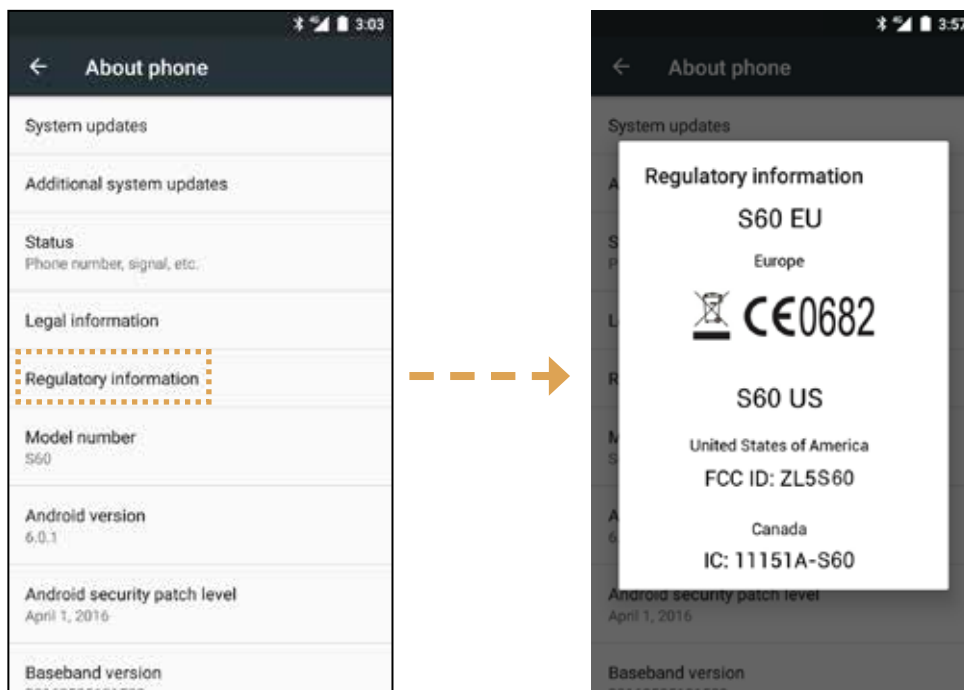 3:03
About phone
System updates
Additional system updates
Status
Phone number, signal, etc.
Legal information
Regulatory information
Model number
S60
Android version
6.0.1
Android security patch level
April 1, 2016
Baseband version
3:57
About phone
System updates
Regulatory information
S60 EU
Europe
CE0682
S60 US
United States of America
FCC ID: ZL5S60
Canada
IC: 11151A-S60
Android security patch level
April 1, 2016
Baseband version